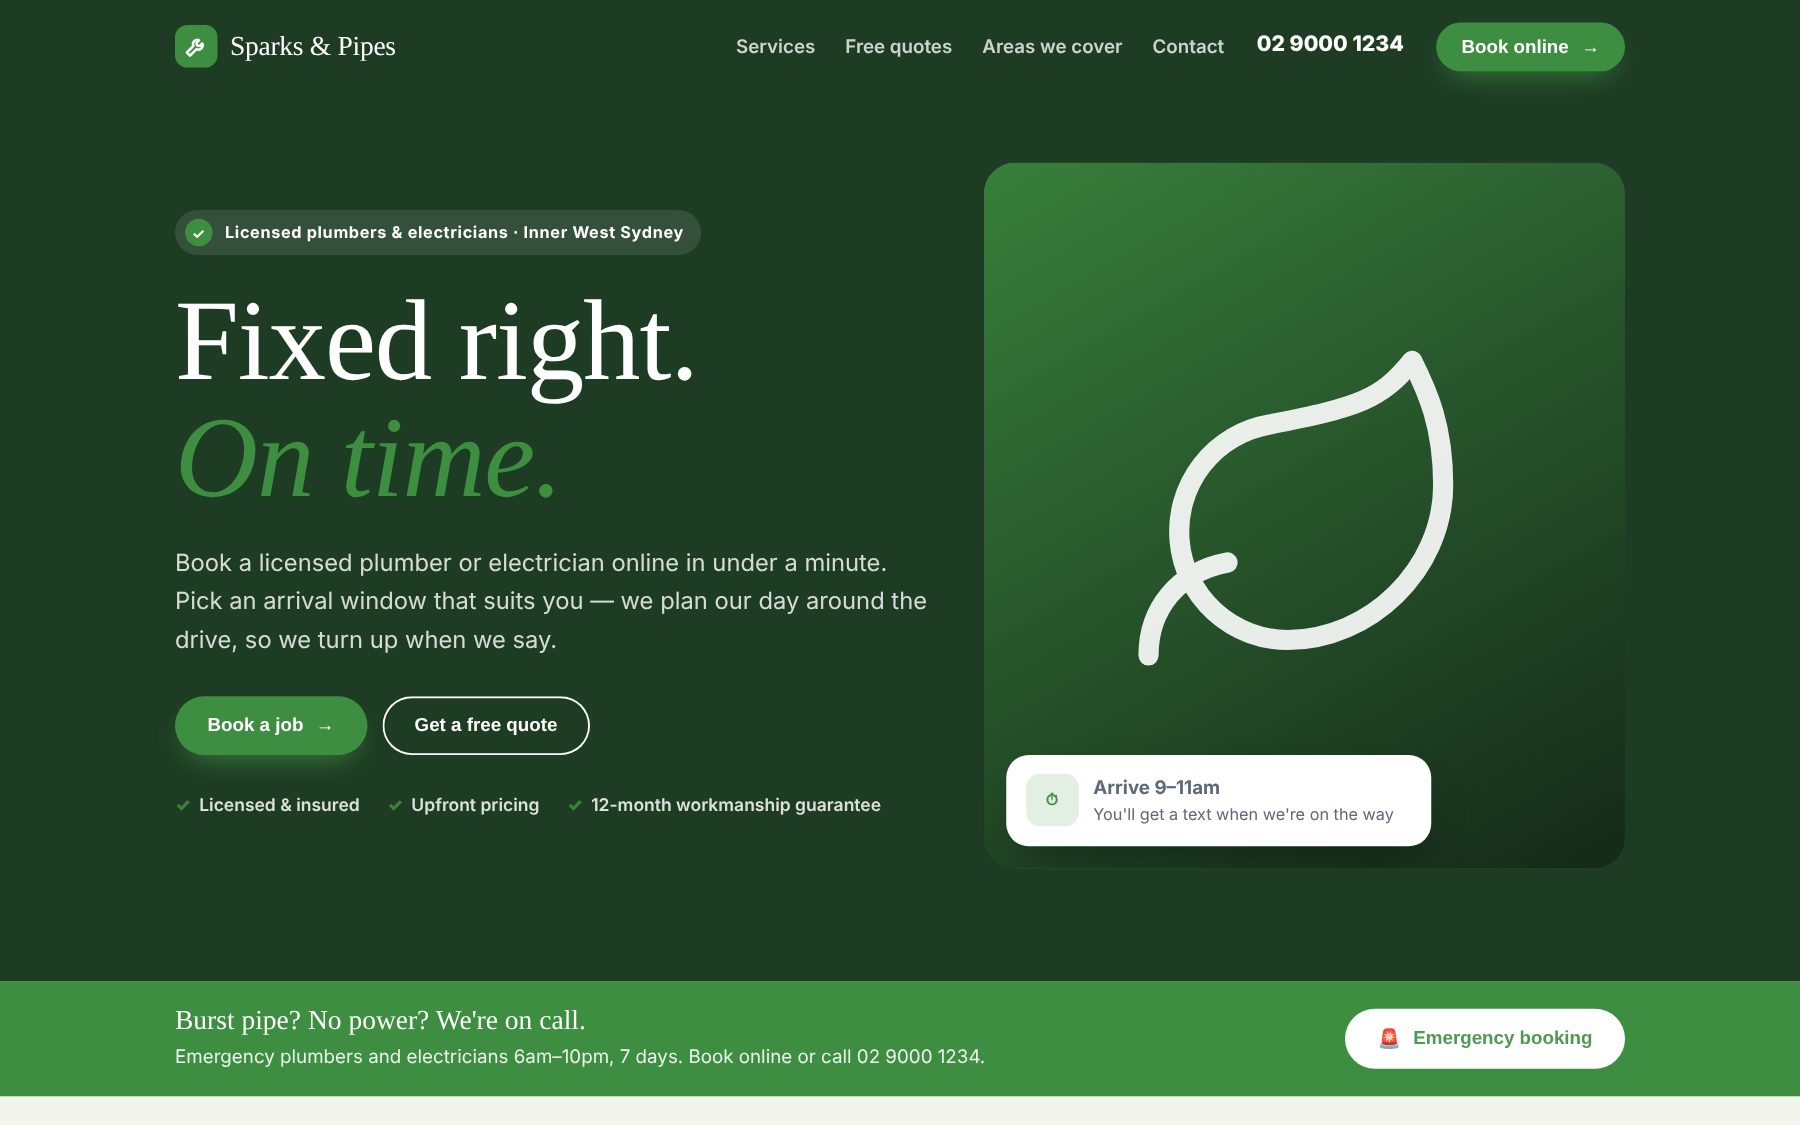 Sparks & Pipes
Services
Free quotes
Areas we cover
Contact
02 9000 1234
Book online →
Licensed plumbers & electricians · Inner West Sydney
Fixed right.
On time.
Book a licensed plumber or electrician online in under a minute.
Pick an arrival window that suits you — we plan our day around the
drive, so we turn up when we say.
Book a job →
Get a free quote
✓ Licensed & insured
✓ Upfront pricing
✓ 12-month workmanship guarantee
Arrive 9–11am
You'll get a text when we're on the way
Burst pipe? No power? We're on call.
Emergency plumbers and electricians 6am–10pm, 7 days. Book online or call 02 9000 1234.
🚨 Emergency booking